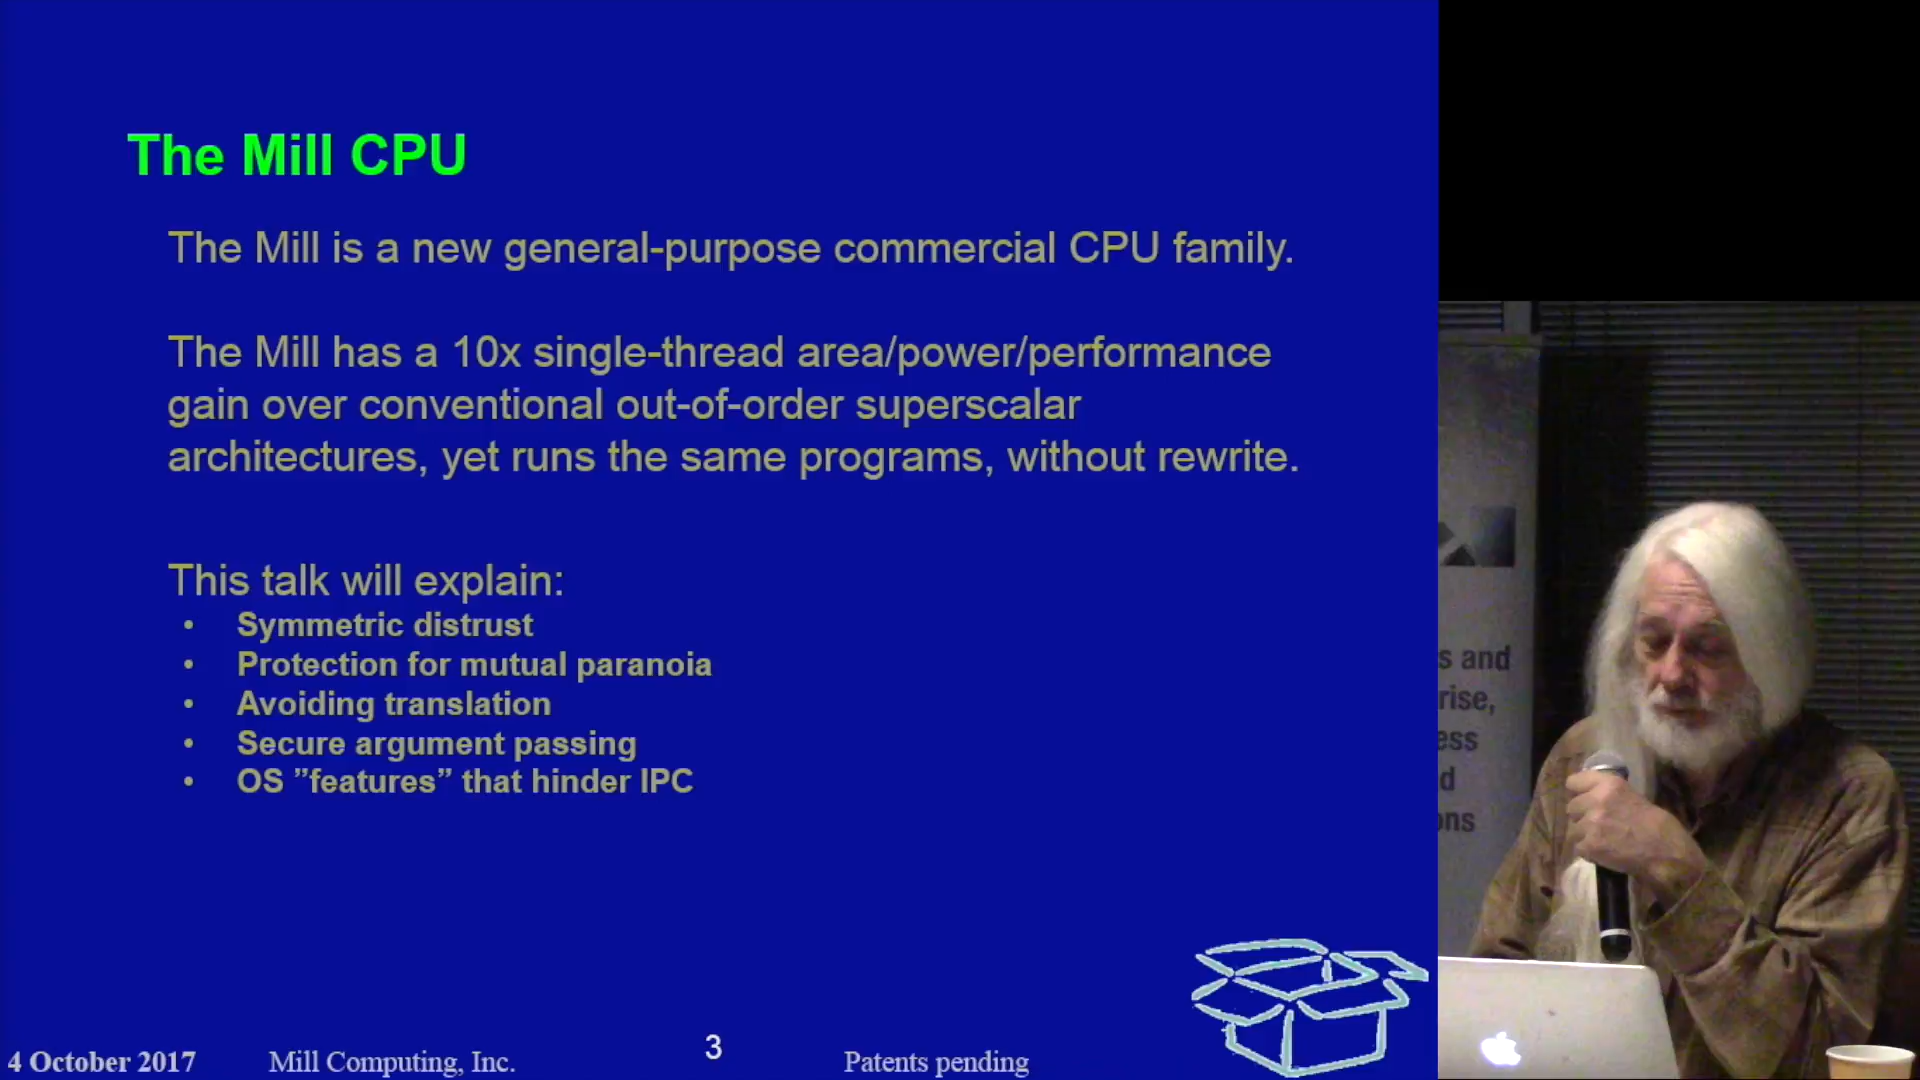 The Mill CPU
The Mill is a new general-purpose commercial CPU family.
The Mill has a 10x single-thread area/power/performance
gain over conventional out-of-order superscalar
architectures, yet runs the same programs, without rewrite.
This talk will explain:
• Symmetric distrust
• Protection for mutual paranoia
• Avoiding translation
• Secure argument passing
• OS ”features” that hinder IPC
4 October 2017 Mill Computing, Inc. 3 Patents pending
s and
rise,
ess
d
ons